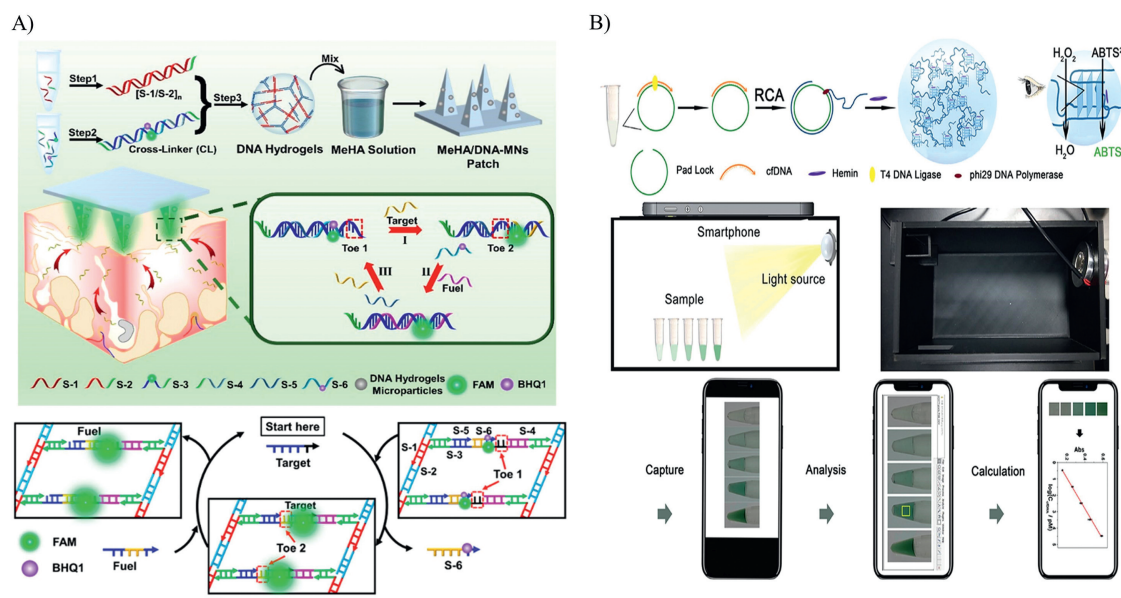 A)
Step1
[S-1/S-2]n
Step2
Cross-Linker (CL)
Step3
Mix
DNA Hydrogels
MeHA Solution
MeHA/DNA-MNs
Patch
Target
I
Toe 1
Toe 2
III
II
Fuel
S-1
S-2
S-3
S-4
S-5
S-6
DNA Hydrogels
Microparticles
FAM
BHQ1
Fuel
Start here
Target
S-1
S-5
S-6
S-4
S-3
S-2
Toe 1
Target
Toe 2
FAM
BHQ1
Fuel
S-6
B)
RCA
H2O2
ABTS2
H2O
ABTS
Pad Lock
cfDNA
Hemin
T4 DNA Ligase
phi29 DNA Polymerase
Smartphone
Light source
Sample
Capture
Analysis
Calculation
Abs